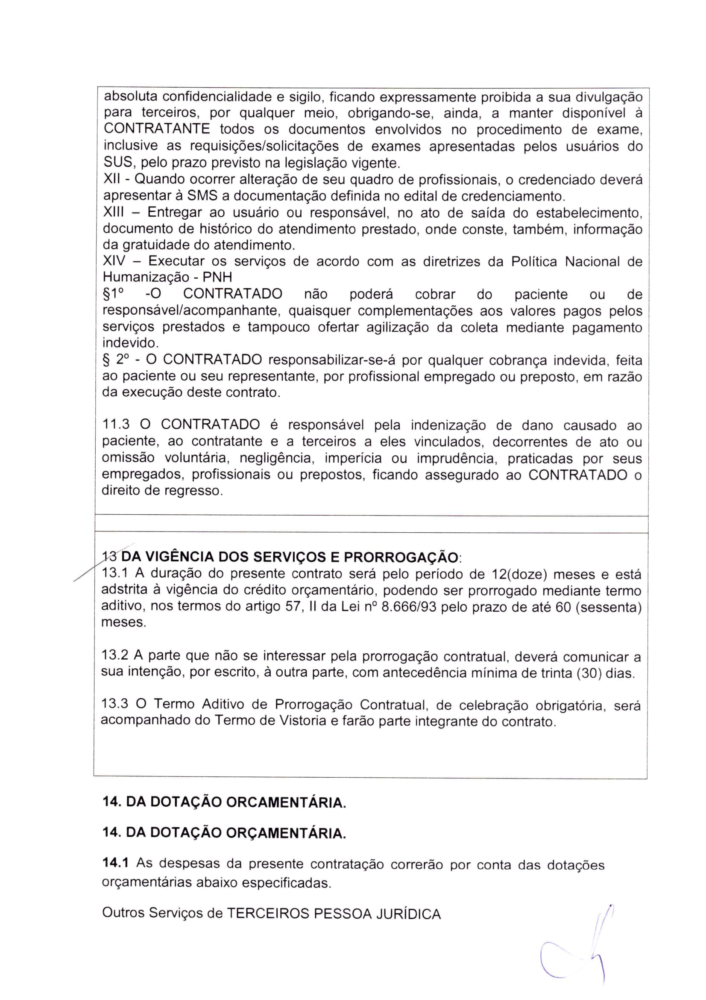 absoluta confidencialidade e sigilo, ficando expressamente proibida a sua divulgação
para terceiros, por qualquer meio, obrigando-se, ainda, a manter disponível à
CONTRATANTE todos os documentos envolvidos no procedimento de exame,
inclusive as requisições/solicitações de exames apresentadas pelos usuários do
SUS, pelo prazo previsto na legislação vigente.
XII - Quando ocorrer alteração de seu quadro de profissionais, o credenciado deverá
apresentar à SMS a documentação definida no edital de credenciamento.
XIII – Entregar ao usuário ou responsável, no ato de saída do estabelecimento,
documento de histórico do atendimento prestado, onde conste, também, informação
da gratuidade do atendimento.
XIV – Executar os serviços de acordo com as diretrizes da Política Nacional de
Humanização - PNH
§1º -O CONTRATADO não poderá cobrar do paciente ou de
responsável/acompanhante, quaisquer complementações aos valores pagos pelos
serviços prestados e tampouco ofertar agilização da coleta mediante pagamento
indevido.
§ 2º - O CONTRATADO responsabilizar-se-á por qualquer cobrança indevida, feita
ao paciente ou seu representante, por profissional empregado ou preposto, em razão
da execução deste contrato.
11.3 O CONTRATADO é responsável pela indenização de dano causado ao
paciente, ao contratante e a terceiros a eles vinculados, decorrentes de ato ou
omissão voluntária, negligência, imperícia ou imprudência, praticadas por seus
empregados, profissionais ou prepostos, ficando assegurado ao CONTRATADO o
direito de regresso.
13 DA VIGÊNCIA DOS SERVIÇOS E PRORROGAÇÃO:
13.1 A duração do presente contrato será pelo período de 12(doze) meses e está
adstrita à vigência do crédito orçamentário, podendo ser prorrogado mediante termo
aditivo, nos termos do artigo 57, II da Lei nº 8.666/93 pelo prazo de até 60 (sessenta)
meses.
13.2 A parte que não se interessar pela prorrogação contratual, deverá comunicar a
sua intenção, por escrito, à outra parte, com antecedência mínima de trinta (30) dias.
13.3 O Termo Aditivo de Prorrogação Contratual, de celebração obrigatória, será
acompanhado do Termo de Vistoria e farão parte integrante do contrato.
14. DA DOTAÇÃO ORCAMENTÁRIA.
14. DA DOTAÇÃO ORÇAMENTÁRIA.
14.1 As despesas da presente contratação correrão por conta das dotações
orçamentárias abaixo especificadas.
Outros Serviços de TERCEIROS PESSOA JURÍDICA